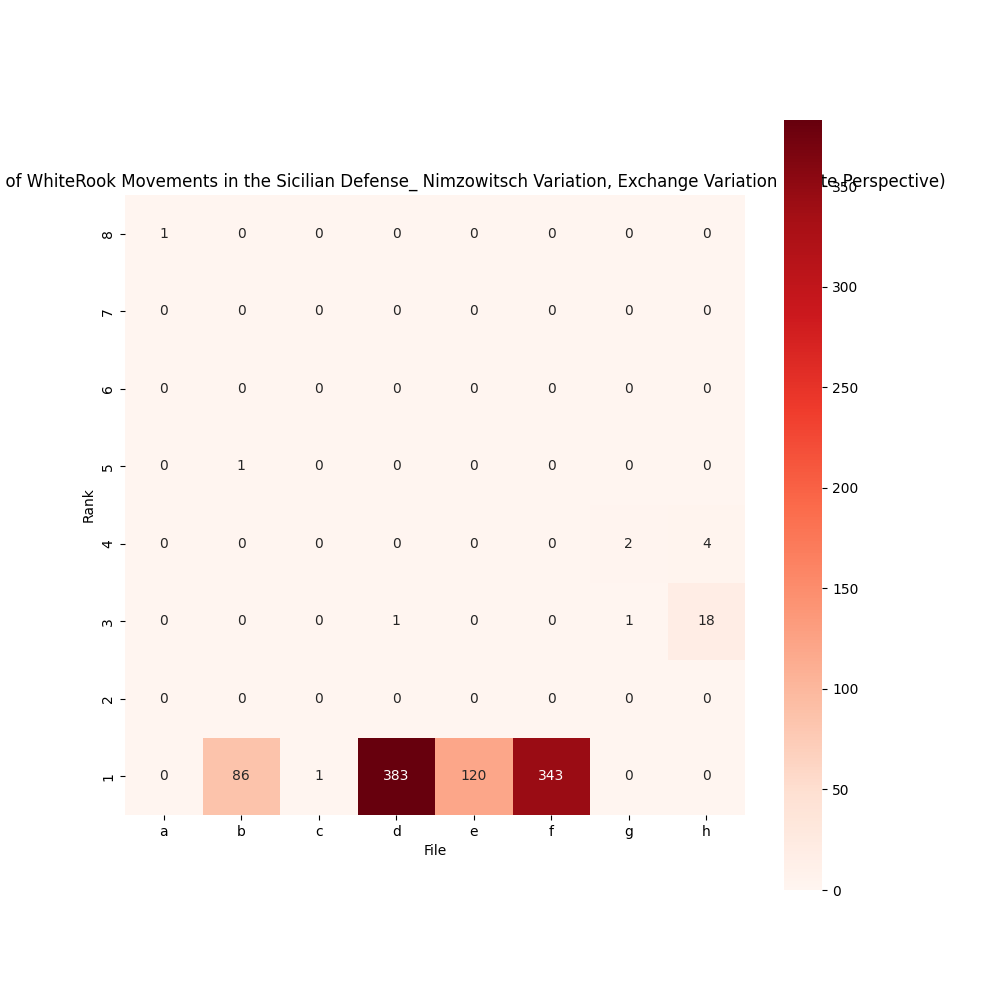 of WhiteRook Movements in the Sicilian Defense_ Nimzowitsch Variation, Exchange Variation Perspective)
350
300
250
200
150
100
50
0
Rank
8 1 0 0 0 0 0 0 0
7 0 0 0 0 0 0 0 0
6 0 0 0 0 0 0 0 0
5 0 1 0 0 0 0 0 0
4 0 0 0 0 0 0 2 4
3 0 0 0 1 0 0 1 18
2 0 0 0 0 0 0 0 0
1 0 86 1 383 120 343 0 0
a b c d e f g h
File